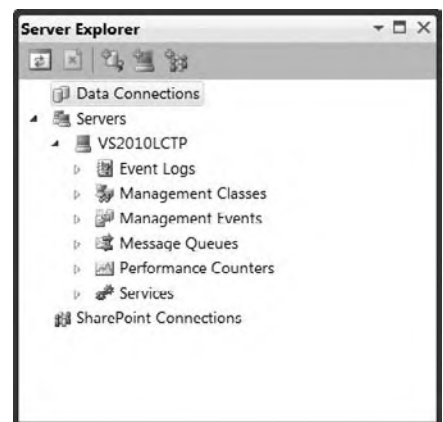 Server Explorer
Data Connections
Servers
VS2010LCTP
Event Logs
Management Classes
Management Events
Message Queues
Performance Counters
Services
SharePoint Connections